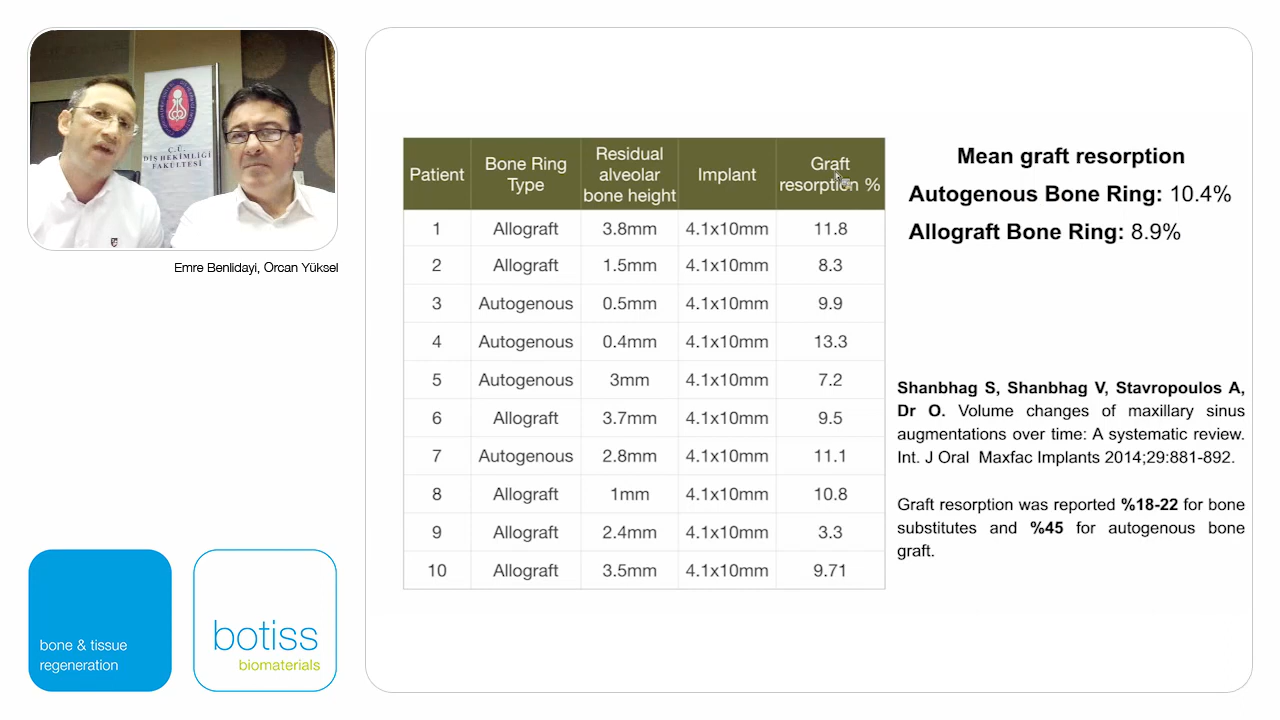 C.Ü.
DİŞ HEKİMLİĞİ
FAKÜLTESİ
Emre Benlidayi, Orcan Yüksel
bone & tissue
regeneration
botiss
biomaterials
Patient Bone Ring Type Residual alveolar bone height Implant Graft resorption %
1 Allograft 3.8mm 4.1x10mm 11.8
2 Allograft 1.5mm 4.1x10mm 8.3
3 Autogenous 0.5mm 4.1x10mm 9.9
4 Autogenous 0.4mm 4.1x10mm 13.3
5 Autogenous 3mm 4.1x10mm 7.2
6 Allograft 3.7mm 4.1x10mm 9.5
7 Autogenous 2.8mm 4.1x10mm 11.1
8 Allograft 1mm 4.1x10mm 10.8
9 Allograft 2.4mm 4.1x10mm 3.3
10 Allograft 3.5mm 4.1x10mm 9.71
Mean graft resorption
Autogenous Bone Ring: 10.4%
Allograft Bone Ring: 8.9%
Shanbhag S, Shanbhag V, Stavropoulos A,
Dr O. Volume changes of maxillary sinus
augmentations over time: A systematic review.
Int. J Oral Maxfac Implants 2014;29:881-892.
Graft resorption was reported %18-22 for bone
substitutes and %45 for autogenous bone
graft.